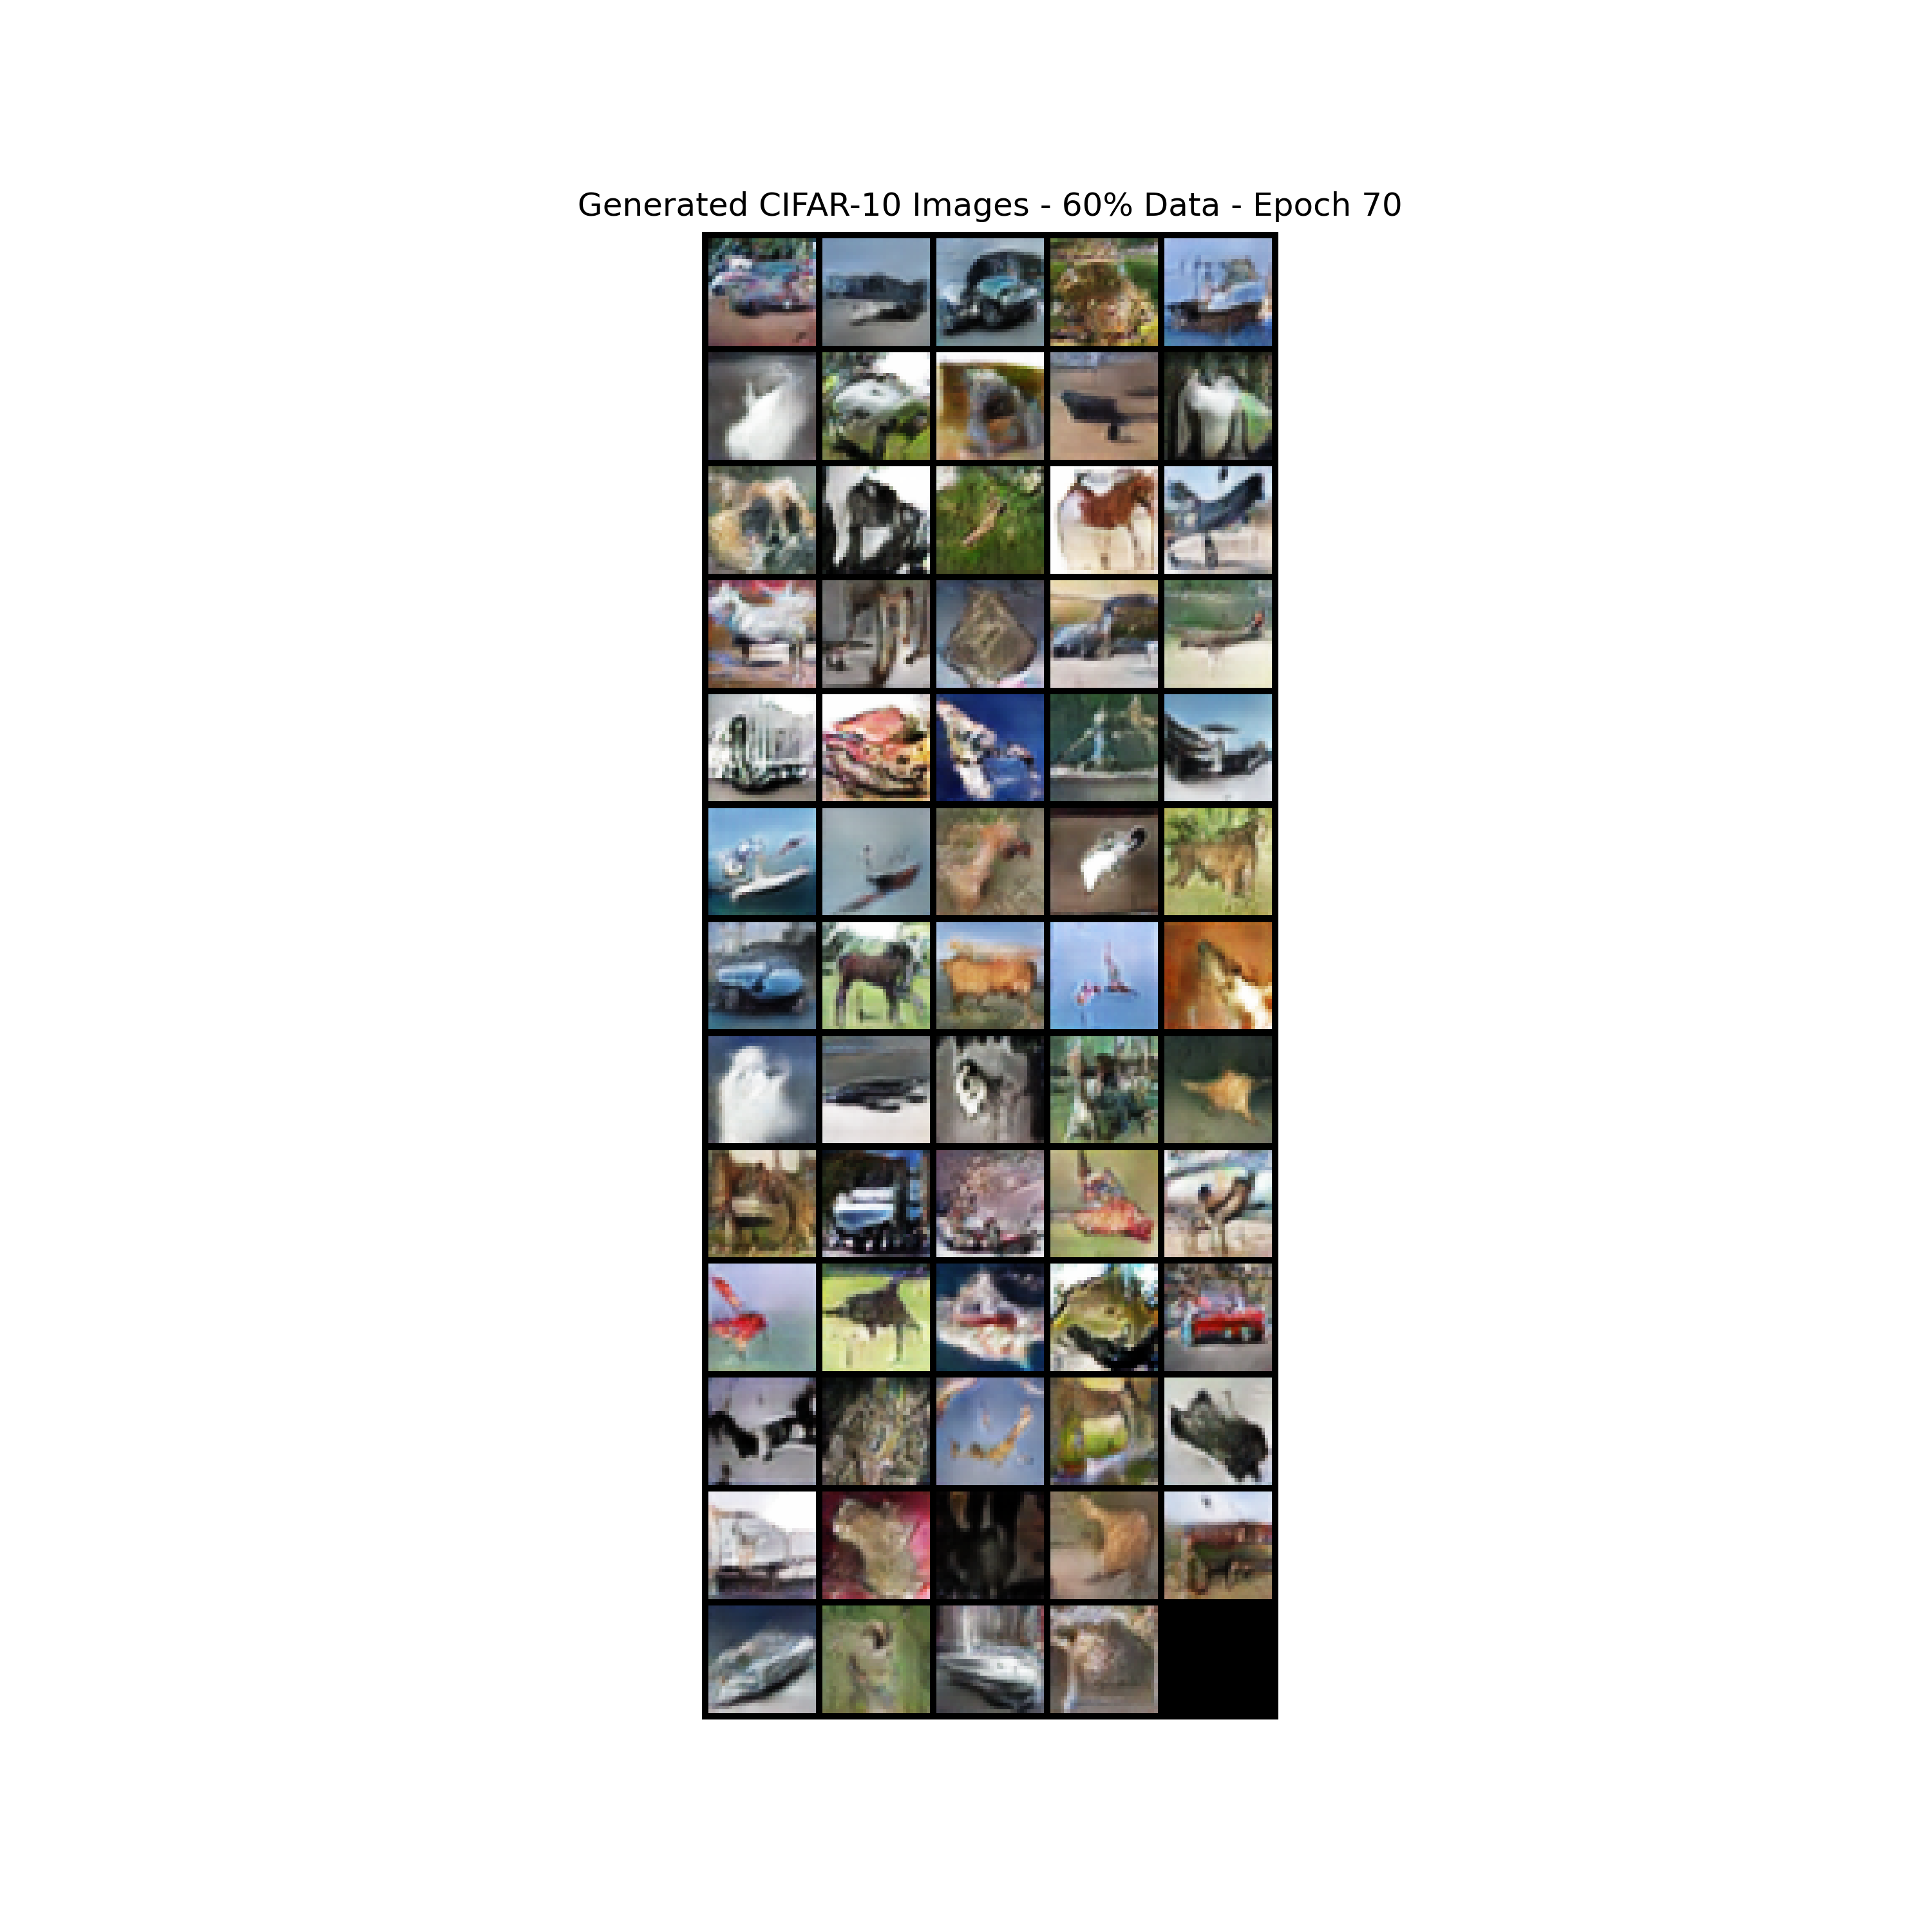 Generated CIFAR-10 Images - 60% Data - Epoch 70